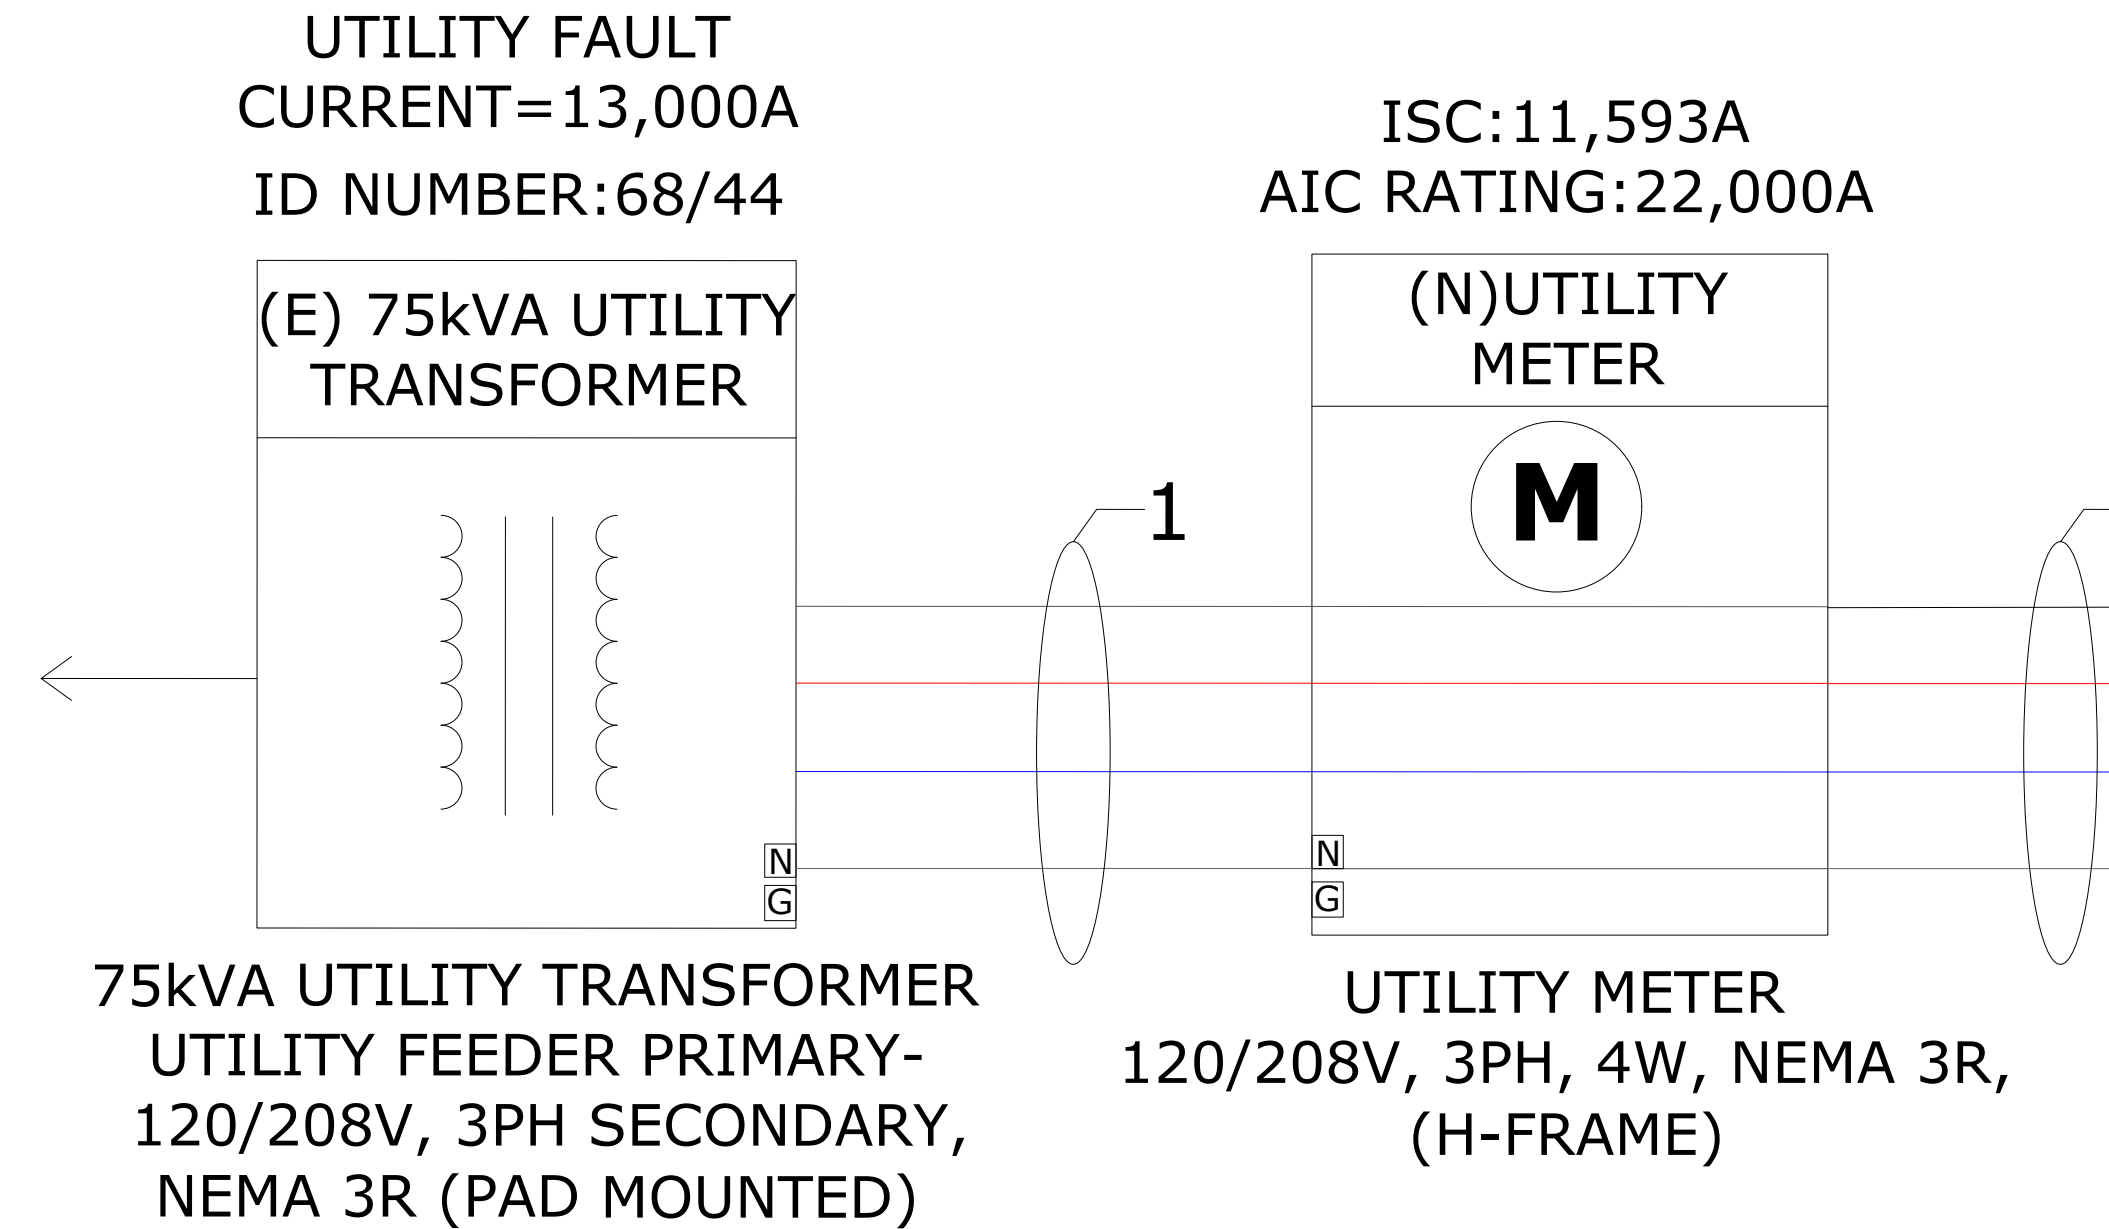 UTILITY FAULT
CURRENT=13,000A
ID NUMBER:68/44
(E) 75kVA UTILITY
TRANSFORMER
N
G
75kVA UTILITY TRANSFORMER
UTILITY FEEDER PRIMARY-
120/208V, 3PH SECONDARY,
NEMA 3R (PAD MOUNTED)
1
ISC:11,593A
AIC RATING:22,000A
(N)UTILITY
METER
M
N
G
UTILITY METER
120/208V, 3PH, 4W, NEMA 3R,
(H-FRAME)